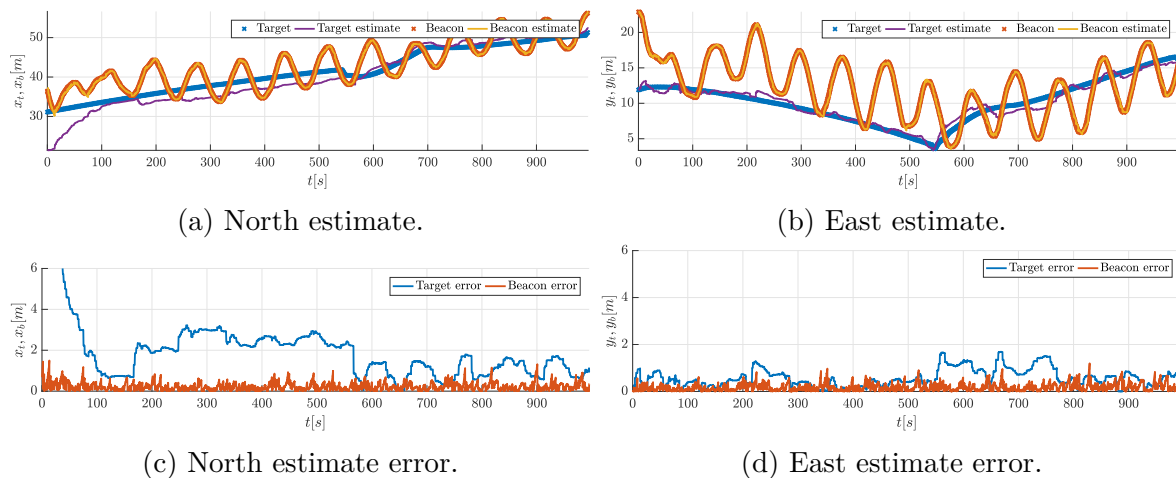 Target Target estimate Beacon Beacon estimate
50
40
30
x_t, x_b[m]
0 100 200 300 400 500 600 700 800 900
t[s]
(a) North estimate.
Target Target estimate Beacon Beacon estimate
20
15
10
5
y_t, y_b[m]
0 100 200 300 400 500 600 700 800 900
t[s]
(b) East estimate.
Target error Beacon error
6
4
2
0
x_t, x_b[m]
0 100 200 300 400 500 600 700 800 900
t[s]
(c) North estimate error.
Target error Beacon error
6
4
2
0
y_t, y_b[m]
0 100 200 300 400 500 600 700 800 900
t[s]
(d) East estimate error.